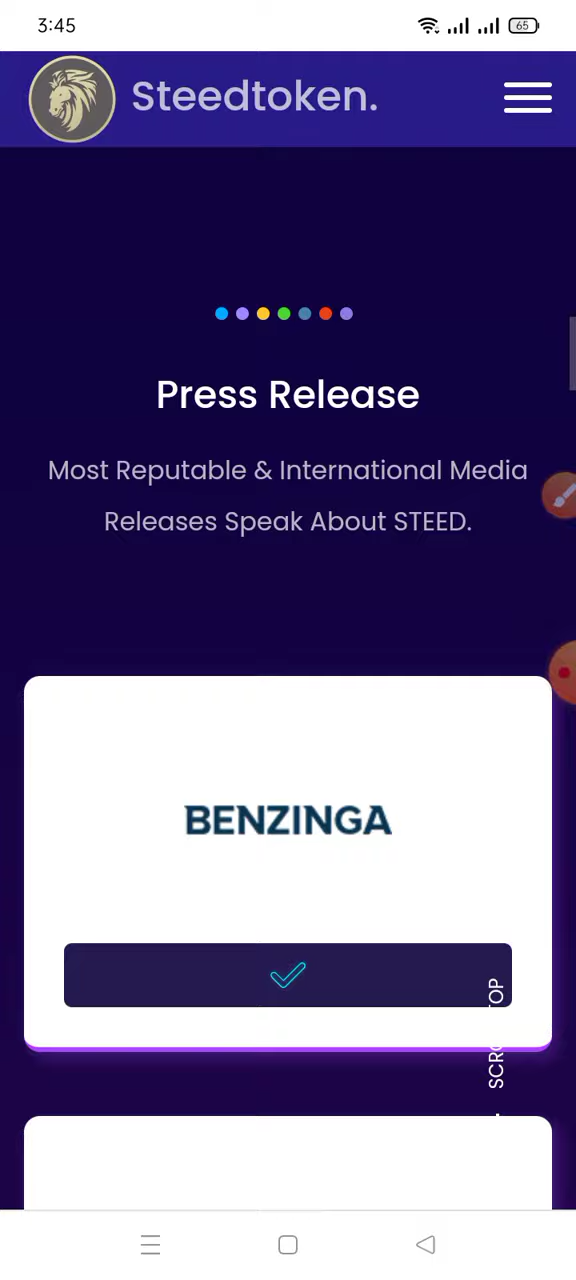 3:45
65
Steedtoken.
Press Release
Most Reputable & International Media
Releases Speak About STEED.
BENZINGA